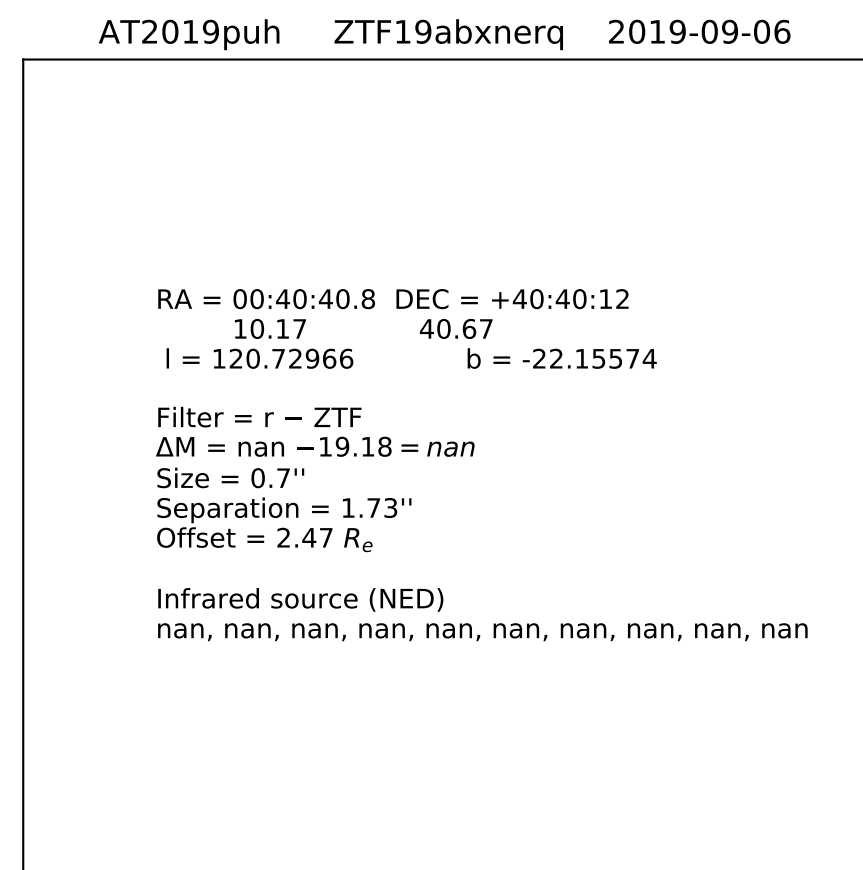 AT2019puh ZTF19abxnerq 2019-09-06
RA = 00:40:40.8 DEC = +40:40:12
10.17 40.67
l = 120.72966 b = -22.15574
Filter = r − ZTF
ΔM = nan −19.18 = nan
Size = 0.7''
Separation = 1.73''
Offset = 2.47 Rₑ
Infrared source (NED)
nan, nan, nan, nan, nan, nan, nan, nan, nan, nan